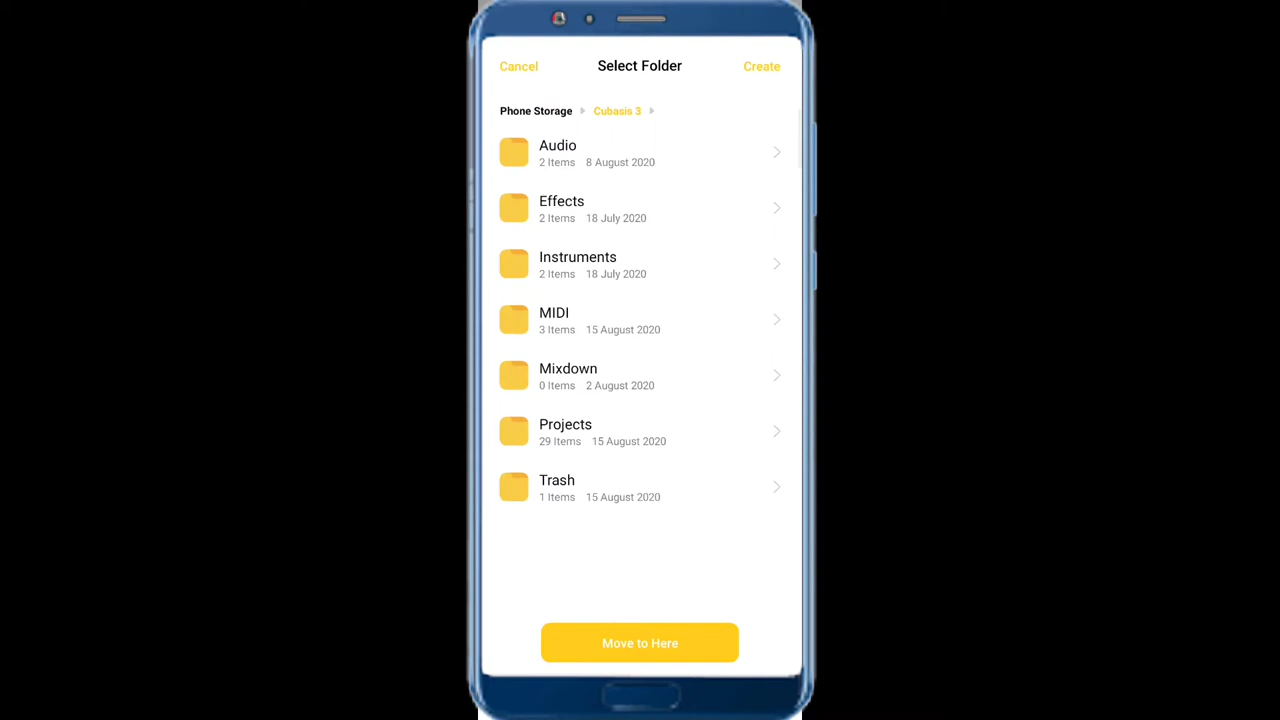 Cancel Select Folder Create
Phone Storage Cubasis 3
Audio
2 Items 8 August 2020
Effects
2 Items 18 July 2020
Instruments
2 Items 18 July 2020
MIDI
3 Items 15 August 2020
Mixdown
0 Items 2 August 2020
Projects
29 Items 15 August 2020
Trash
1 Items 15 August 2020
Move to Here